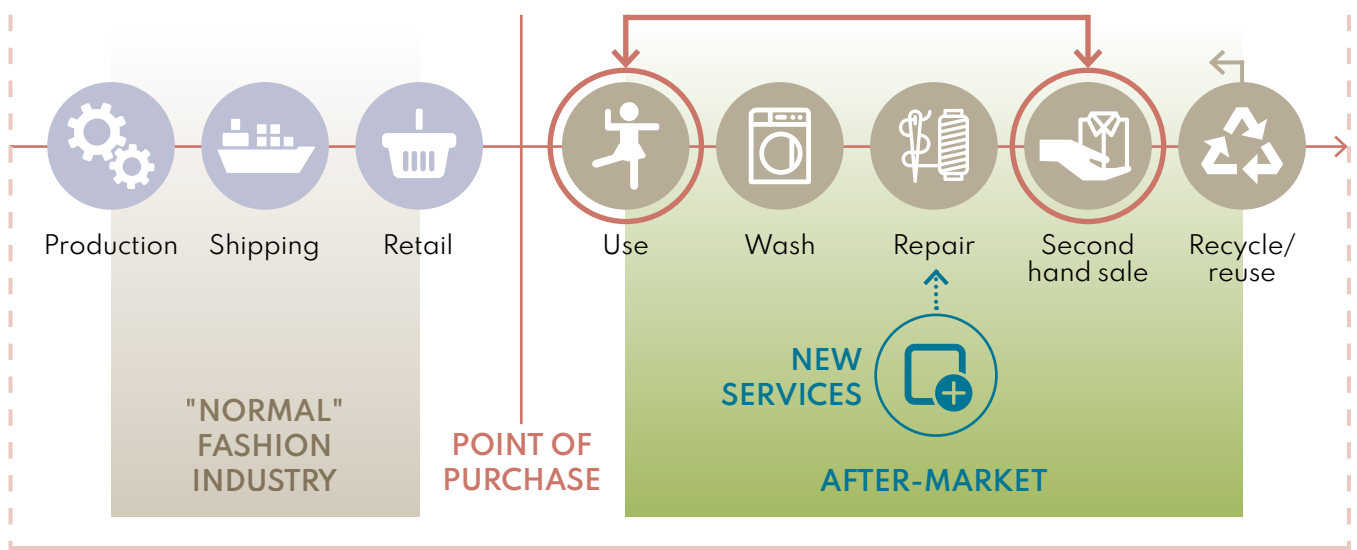 Production
Shipping
Retail
Use
Wash
Repair
Second
hand sale
Recycle/
reuse
"NORMAL"
FASHION
INDUSTRY
POINT OF
PURCHASE
NEW
SERVICES
AFTER-MARKET